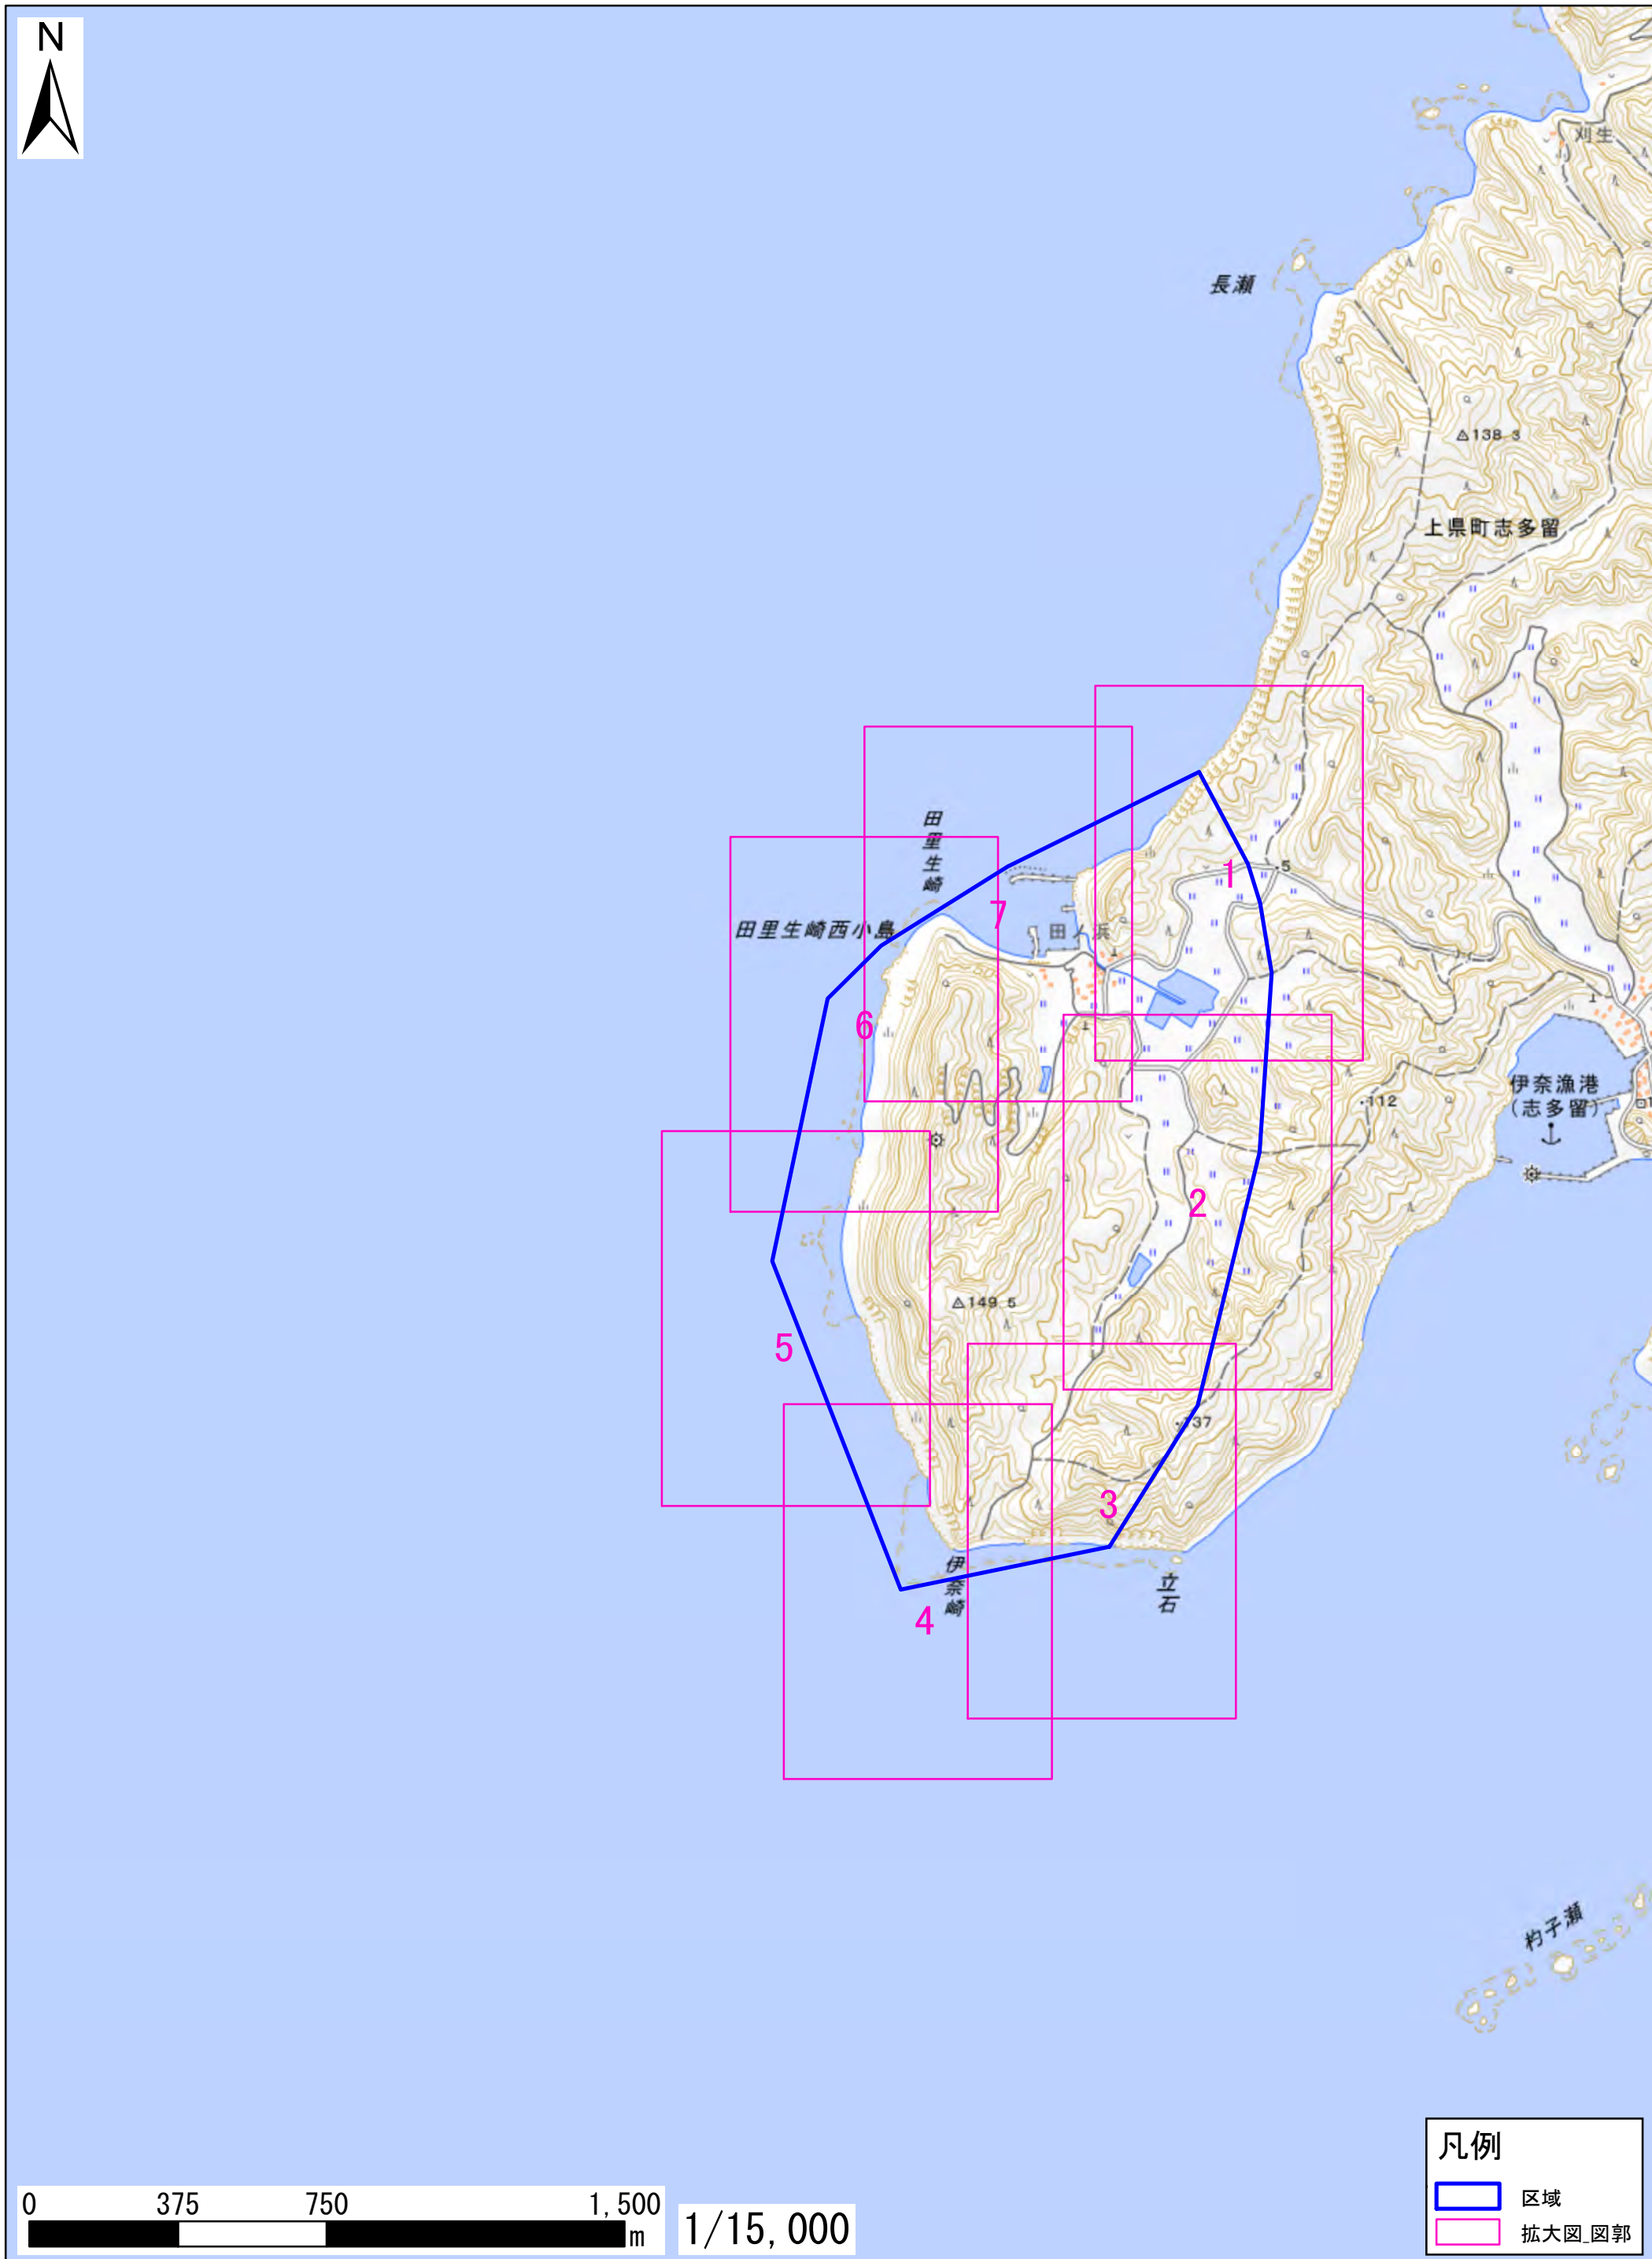 N
刈生
長瀬
138.3
上県町志多留
田里生崎
1
5
7
田里生崎西小島
田ノ浜
6
伊奈漁港
(志多留)
112
2
149.5
5
137
3
伊奈崎
立石
4
杓子瀬
凡例
区域
拡大図_図郭
0 375 750 1,500
m
1/15,000